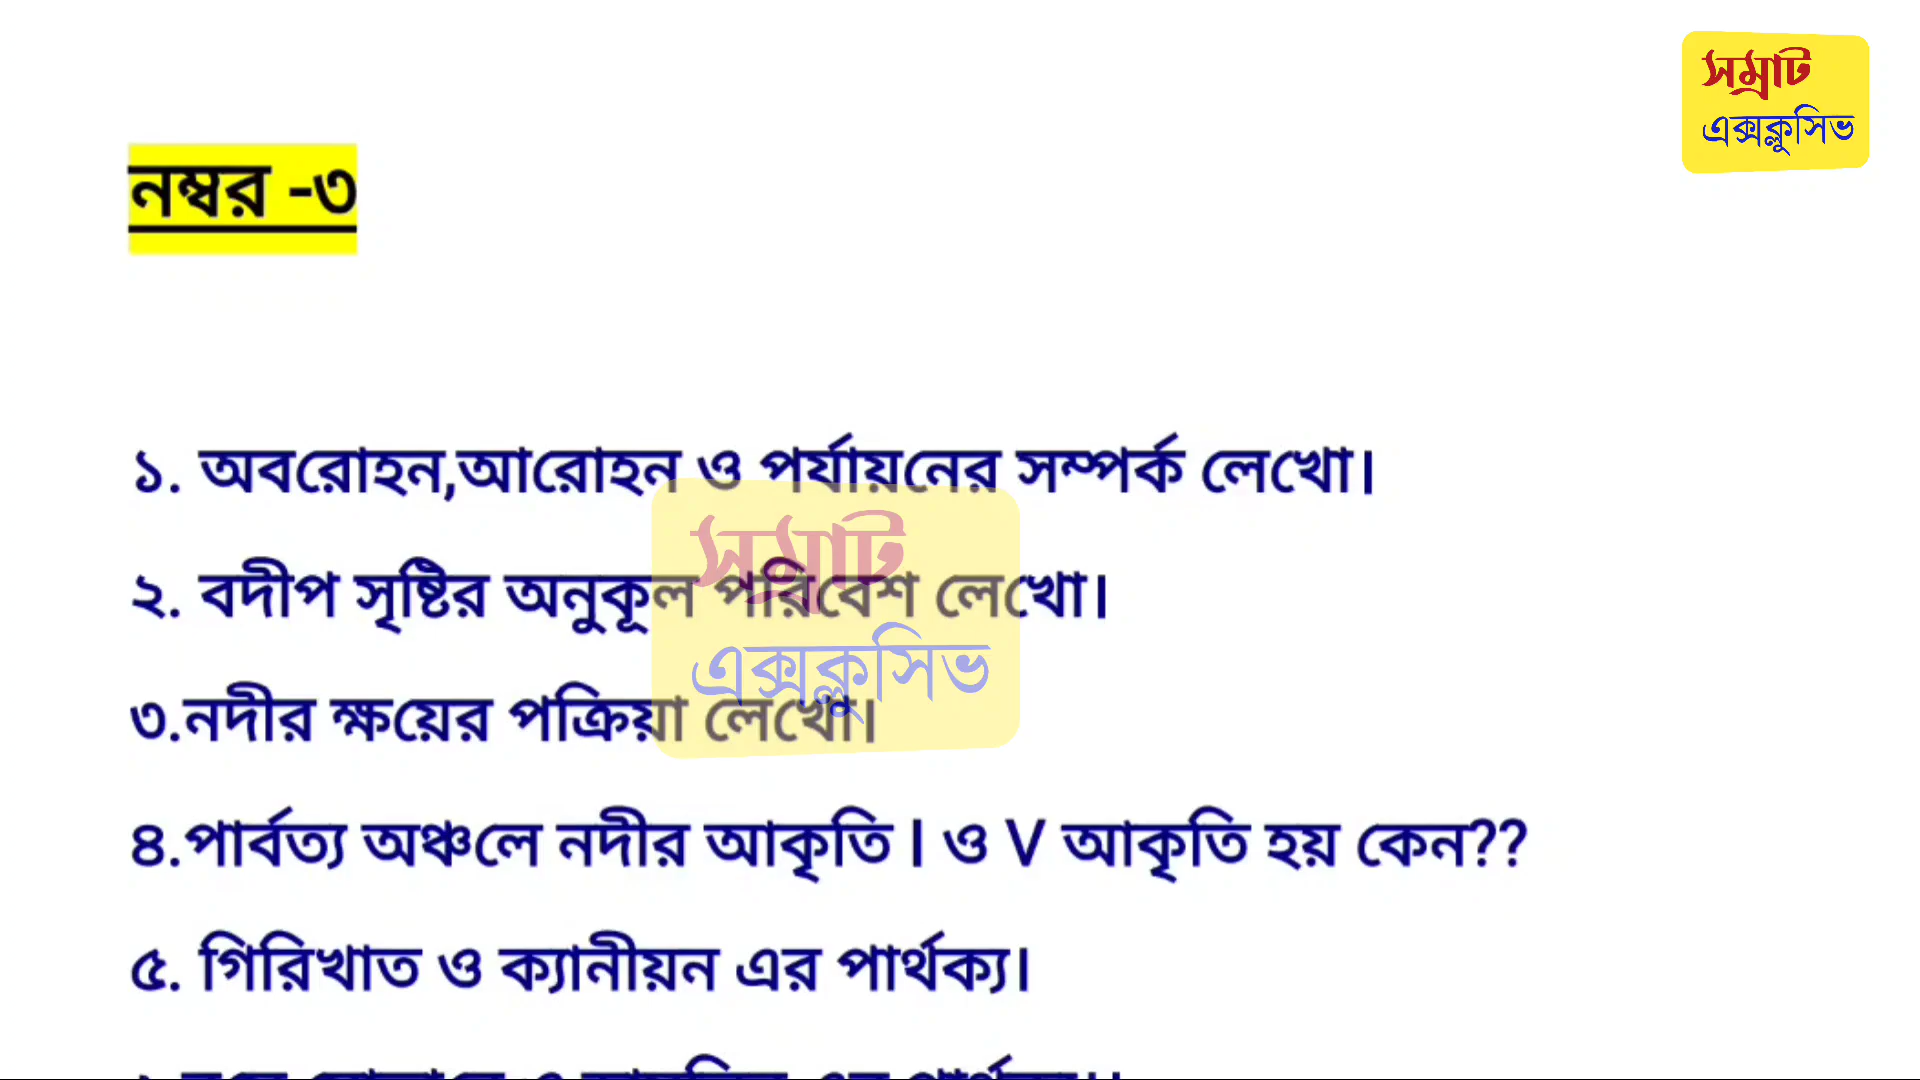 সম্রাট
এক্সক্লুসিভ
নম্বর -৩
১. অবরোহন,আরোহন ও পর্যায়নের সম্পর্ক লেখো।
২. বদীপ সৃষ্টির অনুকূল পরিবেশ লেখো।
সম্রাট
এক্সক্লুসিভ
৩.নদীর ক্ষয়ের পক্রিয়া লেখো।
৪.পার্বত্য অঞ্চলে নদীর আকৃতি I ও V আকৃতি হয় কেন??
৫. গিরিখাত ও ক্যানীয়ন এর পার্থক্য।